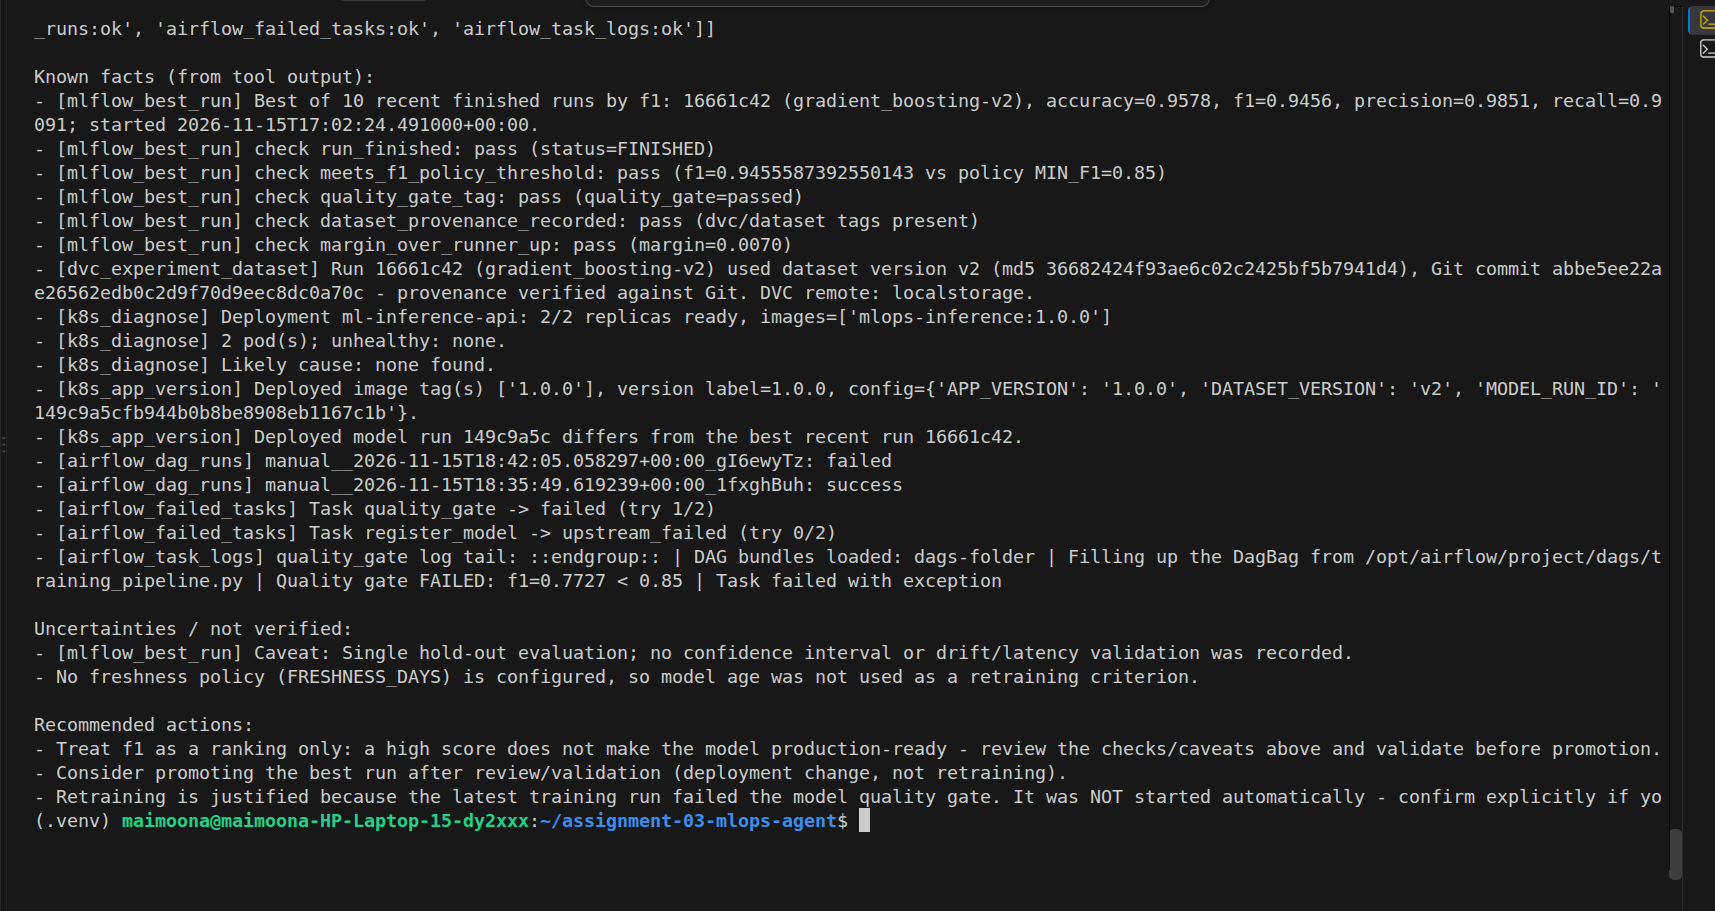 _runs:ok', 'airflow_failed_tasks:ok', 'airflow_task_logs:ok']]
Known facts (from tool output):
- [mlflow_best_run] Best of 10 recent finished runs by f1: 16661c42 (gradient_boosting-v2), accuracy=0.9578, f1=0.9456, precision=0.9851, recall=0.9
091; started 2026-11-15T17:02:24.491000+00:00.
- [mlflow_best_run] check run_finished: pass (status=FINISHED)
- [mlflow_best_run] check meets_f1_policy_threshold: pass (f1=0.9455587392550143 vs policy MIN_F1=0.85)
- [mlflow_best_run] check quality_gate_tag: pass (quality_gate=passed)
- [mlflow_best_run] check dataset_provenance_recorded: pass (dvc/dataset tags present)
- [mlflow_best_run] check margin_over_runner_up: pass (margin=0.0070)
- [dvc_experiment_dataset] Run 16661c42 (gradient_boosting-v2) used dataset version v2 (md5 36682424f93ae6c02c2425bf5b7941d4), Git commit abbe5ee22a
e26562edb0c2d9f70d9eec8dc0a70c - provenance verified against Git. DVC remote: localstorage.
- [k8s_diagnose] Deployment ml-inference-api: 2/2 replicas ready, images=['mlops-inference:1.0.0']
- [k8s_diagnose] 2 pod(s); unhealthy: none.
- [k8s_diagnose] Likely cause: none found.
- [k8s_app_version] Deployed image tag(s) ['1.0.0'], version label=1.0.0, config={'APP_VERSION': '1.0.0', 'DATASET_VERSION': 'v2', 'MODEL_RUN_ID': '
149c9a5cfb944b0b8be8908eb1167c1b'}.
- [k8s_app_version] Deployed model run 149c9a5c differs from the best recent run 16661c42.
- [airflow_dag_runs] manual__2026-11-15T18:42:05.058297+00:00_gI6ewyTz: failed
- [airflow_dag_runs] manual__2026-11-15T18:35:49.619239+00:00_1fxghBuh: success
- [airflow_failed_tasks] Task quality_gate -> failed (try 1/2)
- [airflow_failed_tasks] Task register_model -> upstream_failed (try 0/2)
- [airflow_task_logs] quality_gate log tail: ::endgroup:: | DAG bundles loaded: dags-folder | Filling up the DagBag from /opt/airflow/project/dags/t
raining_pipeline.py | Quality gate FAILED: f1=0.7727 < 0.85 | Task failed with exception
Uncertainties / not verified:
- [mlflow_best_run] Caveat: Single hold-out evaluation; no confidence interval or drift/latency validation was recorded.
- No freshness policy (FRESHNESS_DAYS) is configured, so model age was not used as a retraining criterion.
Recommended actions:
- Treat f1 as a ranking only: a high score does not make the model production-ready - review the checks/caveats above and validate before promotion.
- Consider promoting the best run after review/validation (deployment change, not retraining).
- Retraining is justified because the latest training run failed the model quality gate. It was NOT started automatically - confirm explicitly if yo
(.venv) maimoona@maimoona-HP-Laptop-15-dy2xxx:~/assignment-03-mlops-agent$